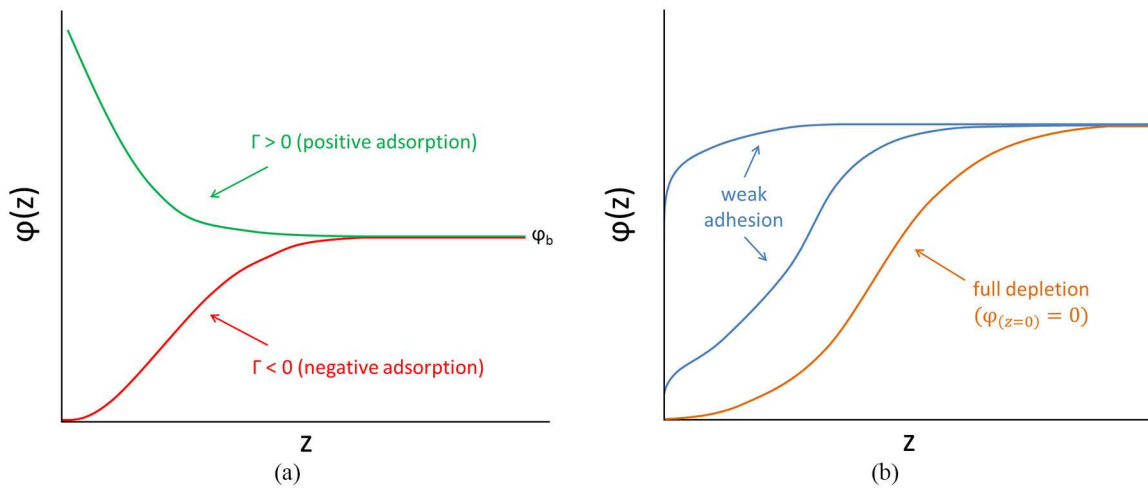 φ(z)
Γ > 0 (positive adsorption)
φb
Γ < 0 (negative adsorption)
z
(a)
φ(z)
weak
adhesion
full depletion
(φ(z=0) = 0)
z
(b)